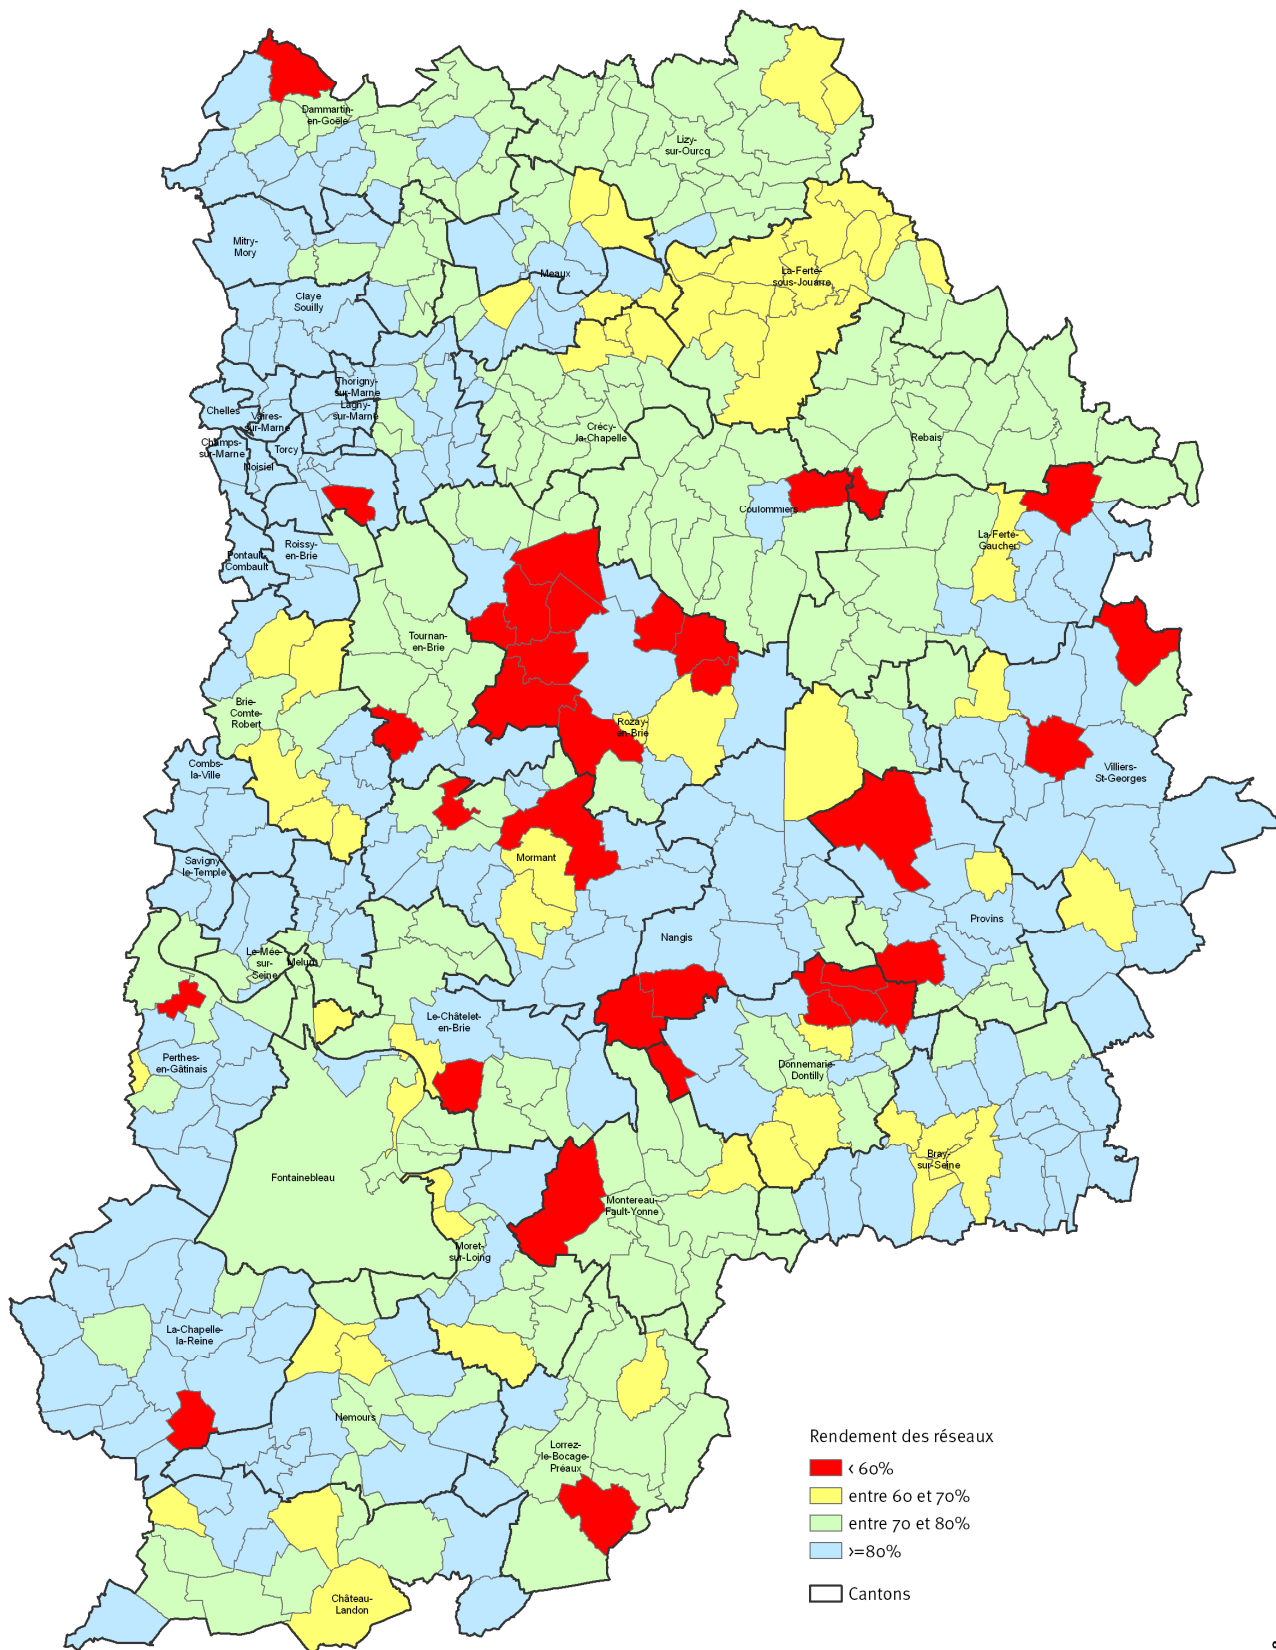 Dammartin-
en-Goële
Lizy-
sur-Ourcq
Mitry-
Mory
Meaux
La-Ferté-
sous-Jouarre
Claye
Souilly
Thorigny-
sur-Marne
Lagny-
sur-Marne
Chelles
Vaires-
sur-Marne
Champs-
sur-Marne
Torcy
Noisiel
Crécy-
la-Chapelle
Rebais
Coulommiers
La-Ferté-
Gaucher
Roissy-
en-Brie
Pontault-
Combault
Tournan-
en-Brie
Brie-
Comte-
Robert
Rozay-
en-Brie
Combs-
la-Ville
Villiers-
St-Georges
Mormant
Savigny-
le-Temple
Provins
Nangis
Le-Mée-
sur-
Seine
Melun
Le-Châtelet-
en-Brie
Perthes-
en-Gâtinais
Donnemarie-
Dontilly
Bray-
sur-Seine
Fontainebleau
Montereau-
Fault-Yonne
Moret-
sur-Loing
La-Chapelle-
la-Reine
Nemours
Lorrez-
le-Bocage-
Préaux
Château-
Landon
Rendement des réseaux
< 60%
entre 60 et 70%
entre 70 et 80%
>=80%
Cantons